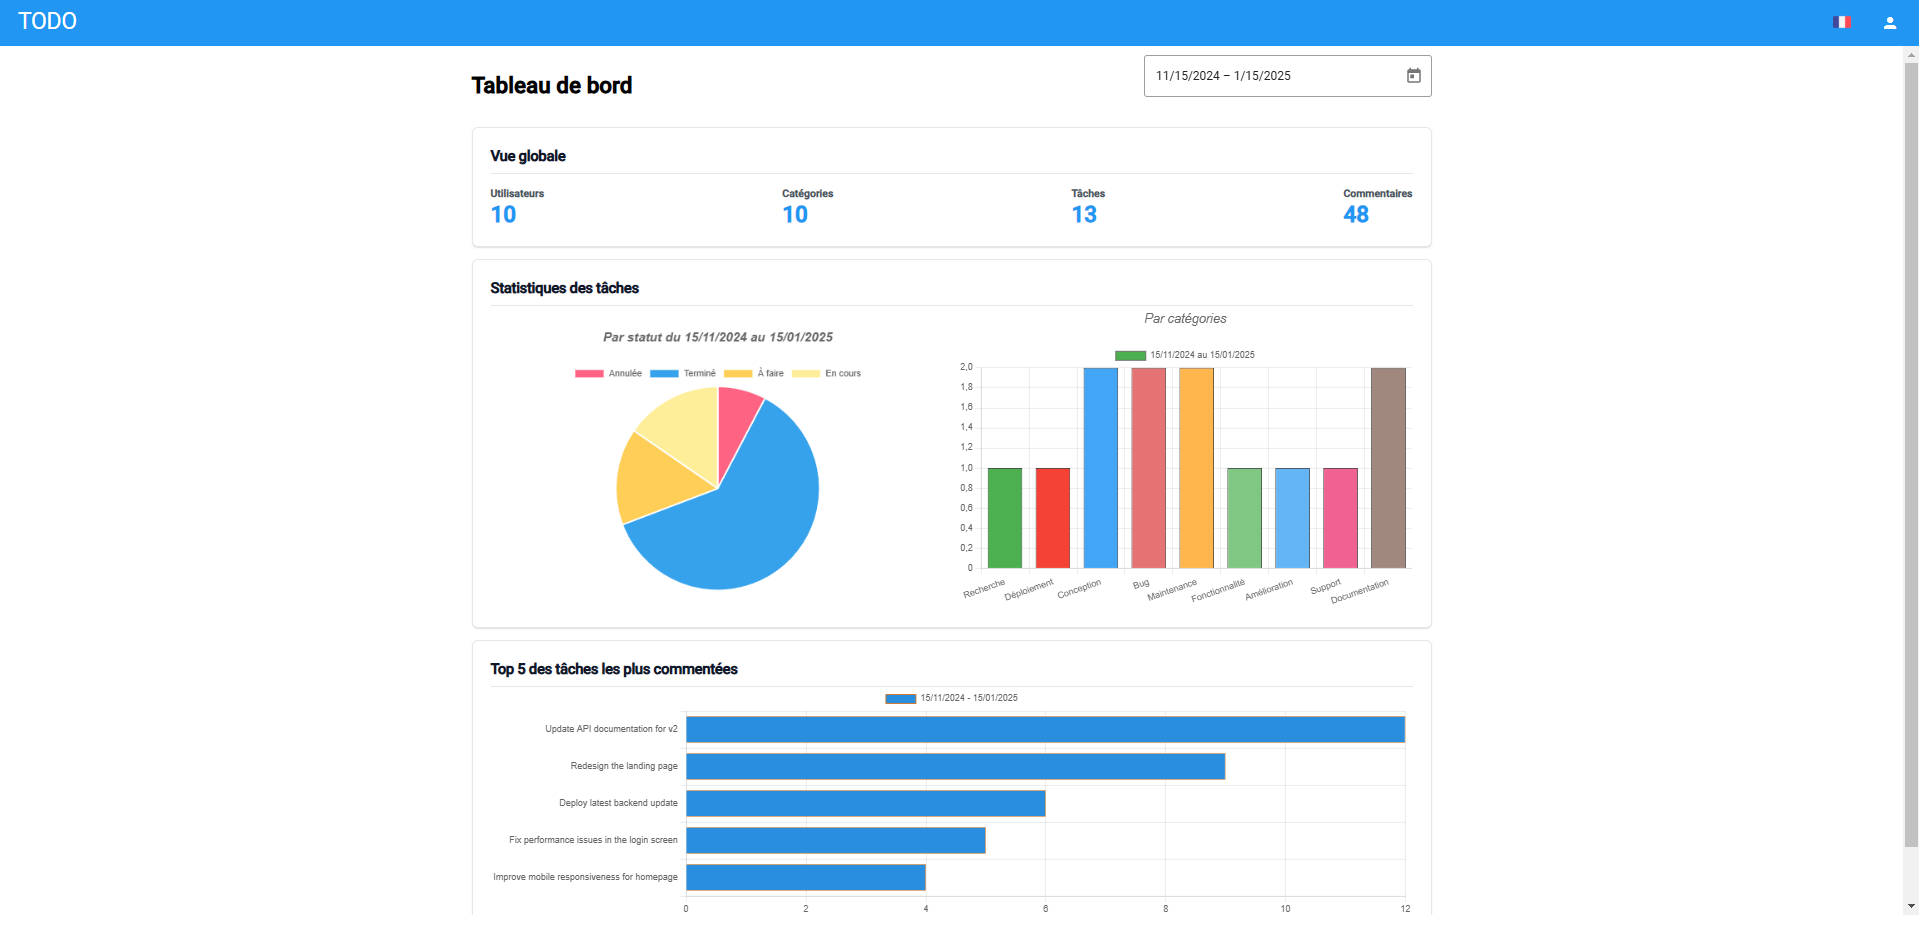 TODO
Tableau de bord
11/15/2024 – 1/15/2025
Vue globale
Utilisateurs
10
Catégories
10
Tâches
13
Commentaires
48
Statistiques des tâches
Par statut du 15/11/2024 au 15/01/2025
Annulée
Terminé
À faire
En cours
Par catégories
15/11/2024 au 15/01/2025
2,0
1,8
1,6
1,4
1,2
1,0
0,8
0,6
0,4
0,2
0
Recherche
Déploiement
Conception
Bug
Maintenance
Fonctionnalité
Amélioration
Support
Documentation
Top 5 des tâches les plus commentées
15/11/2024 - 15/01/2025
Update API documentation for v2
Redesign the landing page
Deploy latest backend update
Fix performance issues in the login screen
Improve mobile responsiveness for homepage
0
2
4
6
8
10
12